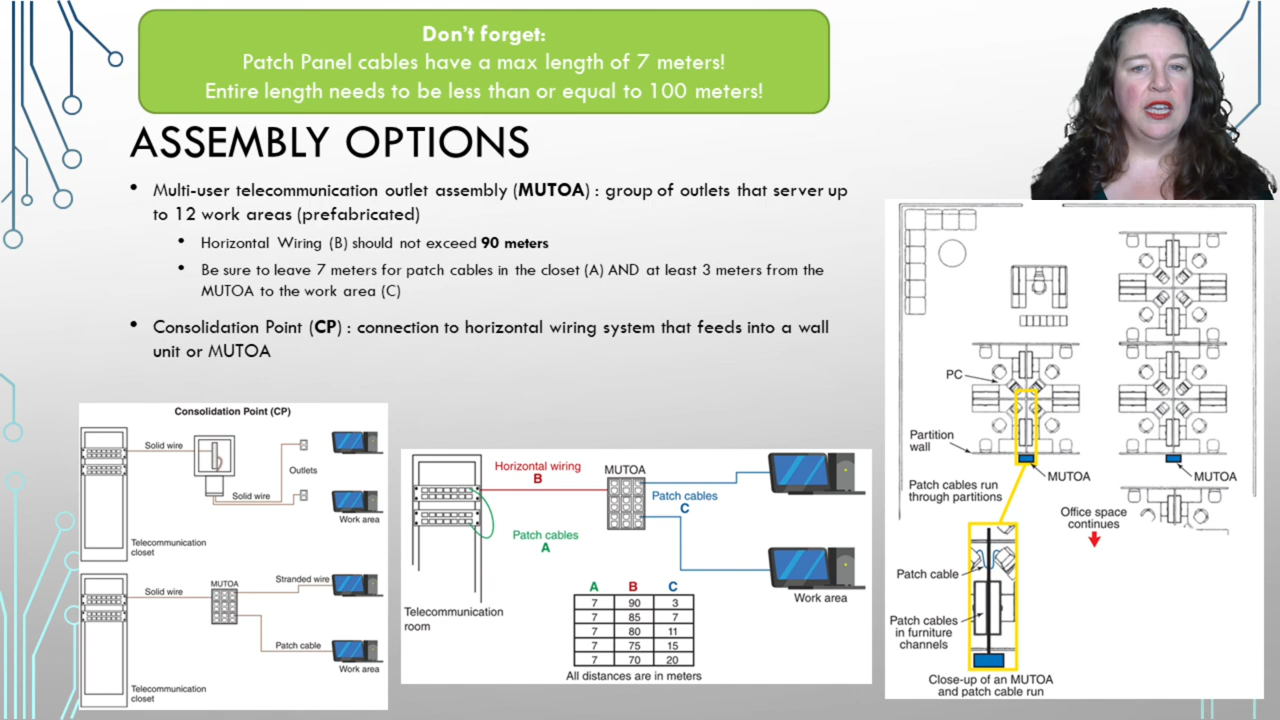 Don't forget:
Patch Panel cables have a max length of 7 meters!
Entire length needs to be less than or equal to 100 meters!
ASSEMBLY OPTIONS
• Multi-user telecommunication outlet assembly (MUTOA) : group of outlets that server up
to 12 work areas (prefabricated)
• Horizontal Wiring (B) should not exceed 90 meters
• Be sure to leave 7 meters for patch cables in the closet (A) AND at least 3 meters from the
MUTOA to the work area (C)
• Consolidation Point (CP) : connection to horizontal wiring system that feeds into a wall
unit or MUTOA
Consolidation Point (CP)
Solid wire
Outlets
Solid wire
Work area
Telecommunication
closet
Solid wire
MUTOA
Stranded wire
Patch cable
Work area
Telecommunication
closet
Horizontal wiring
B
MUTOA
Patch cables
C
Patch cables
A
Telecommunication
room
Work area
A B C
7 90 3
7 85 7
7 80 11
7 75 15
7 70 20
All distances are in meters
PC
Partition
wall
MUTOA
MUTOA
Patch cables run
through partitions
Office space
continues
Patch cable
Patch cables
in furniture
channels
Close-up of an MUTOA
and patch cable run